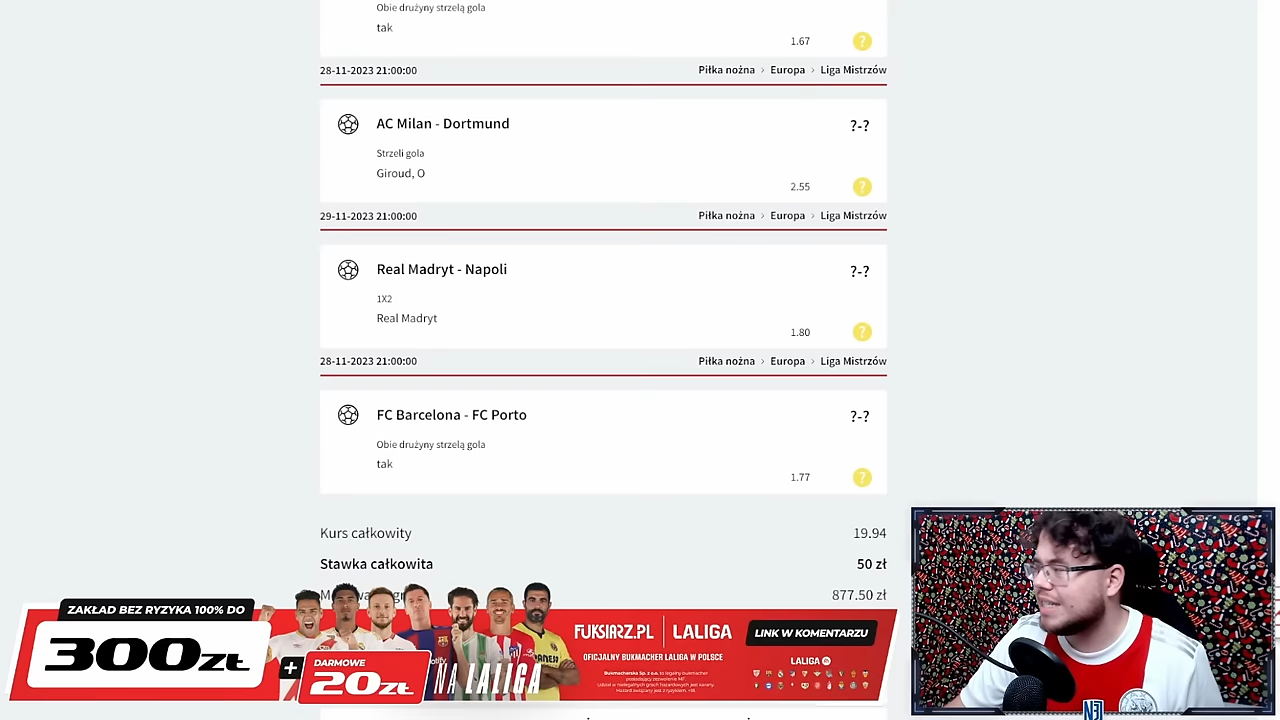 Obie drużyny strzelą gola
tak
1.67
28-11-2023 21:00:00 Piłka nożna > Europa > Liga Mistrzów
AC Milan - Dortmund ?-?
Strzeli gola
Giroud, O
2.55 ?
29-11-2023 21:00:00 Piłka nożna > Europa > Liga Mistrzów
Real Madryt - Napoli ?-?
1X2
Real Madryt
1.80 ?
28-11-2023 21:00:00 Piłka nożna > Europa > Liga Mistrzów
FC Barcelona - FC Porto ?-?
Obie drużyny strzelą gola
tak
1.77 ?
Kurs całkowity 19.94
Stawka całkowita 50 zł
877.50 zł
ZAKŁAD BEZ RYZYKA 100% DO
300ZŁ
+
DARMOWE
20ZŁ
NA LALIGA
FUKSIARZ.PL | LALIGA
OFICJALNY BUKMACHER LALIGA W POLSCE
LINK W KOMENTARZU
LALIGA